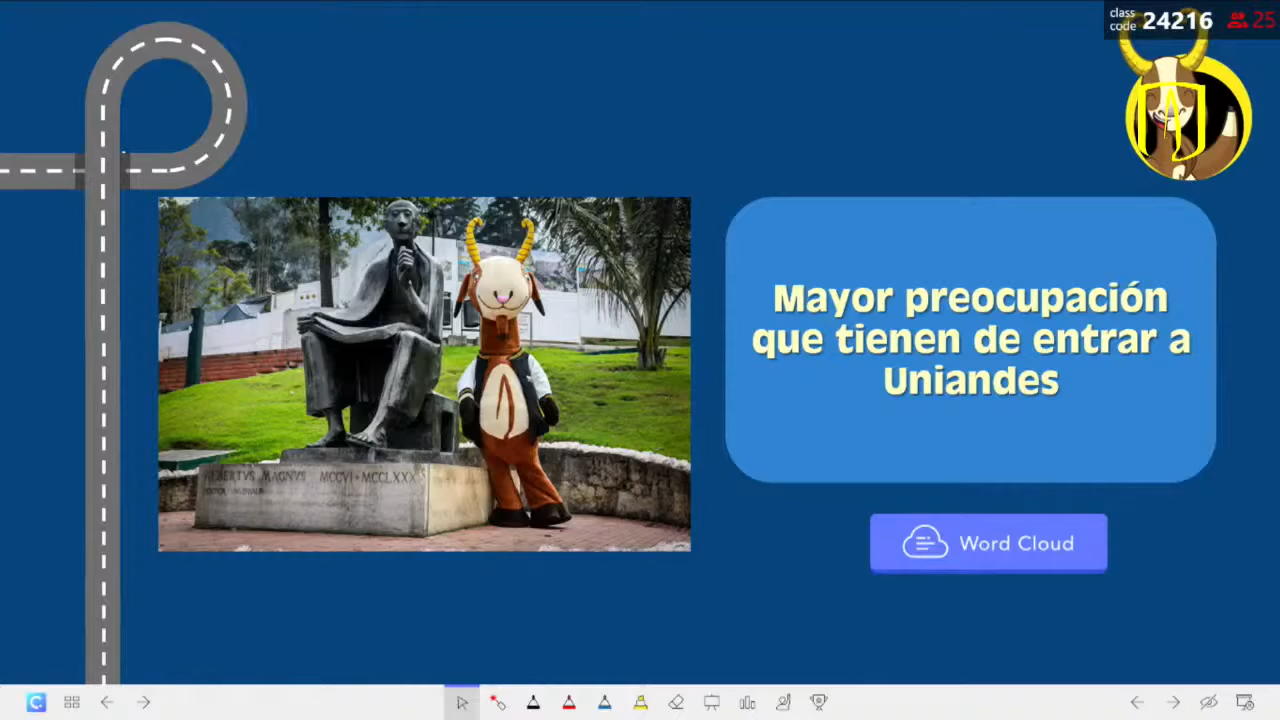 class
code 24216 25
Mayor preocupación
que tienen de entrar a
Uniandes
ALBERTVS MAGNVS MCCVI-MCCLXXX
Word Cloud